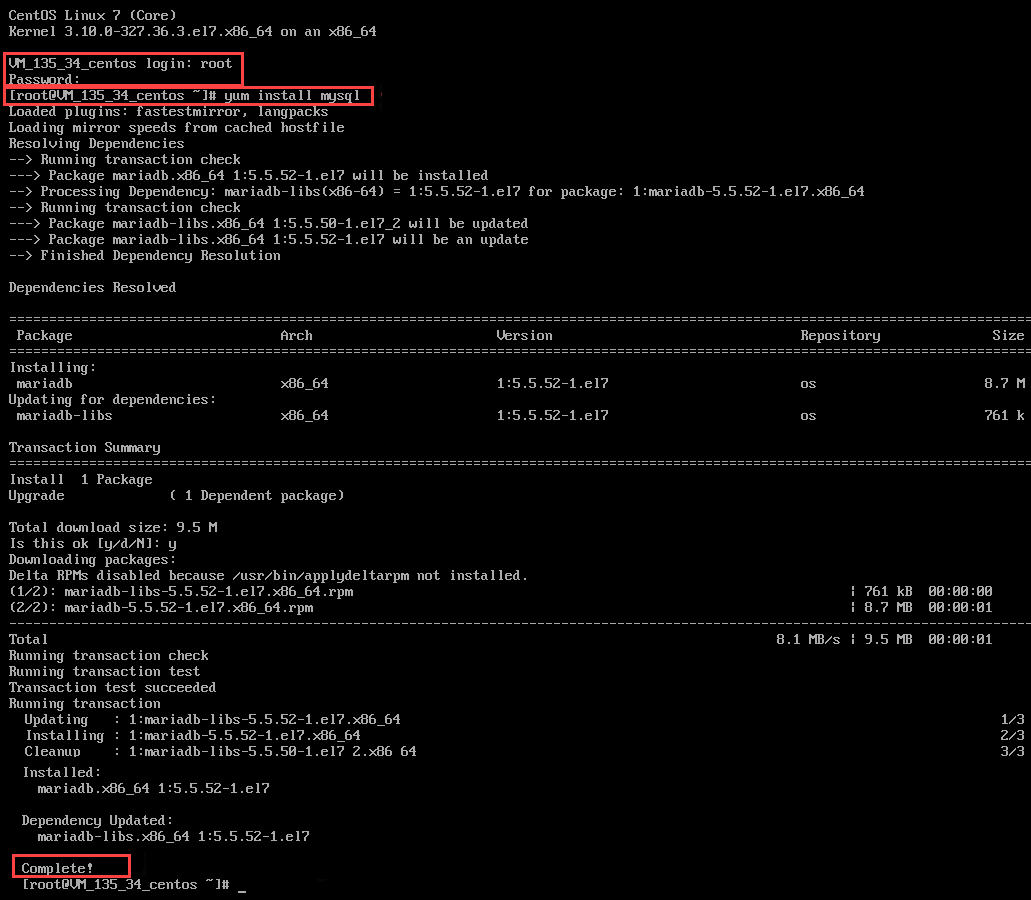 CentOS Linux 7 (Core)
Kernel 3.10.0-327.36.3.el7.x86_64 on an x86_64
VM_135_34_centos login: root
Password:
[root@VM_135_34_centos ~]# yum install mysql
Loaded plugins: fastestmirror, langpacks
Loading mirror speeds from cached hostfile
Resolving Dependencies
--> Running transaction check
---> Package mariadb.x86_64 1:5.5.52-1.el7 will be installed
--> Processing Dependency: mariadb-libs(x86-64) = 1:5.5.52-1.el7 for package: 1:mariadb-5.5.52-1.el7.x86_64
--> Running transaction check
---> Package mariadb-libs.x86_64 1:5.5.50-1.el7_2 will be updated
---> Package mariadb-libs.x86_64 1:5.5.52-1.el7 will be an update
--> Finished Dependency Resolution
Dependencies Resolved
================================================================================
Package Arch Version Repository Size
================================================================================
Installing:
mariadb x86_64 1:5.5.52-1.el7 os 8.7 M
Updating for dependencies:
mariadb-libs x86_64 1:5.5.52-1.el7 os 761 k
Transaction Summary
================================================================================
Install 1 Package
Upgrade ( 1 Dependent package)
Total download size: 9.5 M
Is this ok [y/d/N]: y
Downloading packages:
Delta RPMs disabled because /usr/bin/applydeltarpm not installed.
(1/2): mariadb-libs-5.5.52-1.el7.x86_64.rpm | 761 kB 00:00:00
(2/2): mariadb-5.5.52-1.el7.x86_64.rpm | 8.7 MB 00:00:01
--------------------------------------------------------------------------------
Total 8.1 MB/s | 9.5 MB 00:00:01
Running transaction check
Running transaction test
Transaction test succeeded
Running transaction
Updating : 1:mariadb-libs-5.5.52-1.el7.x86_64 1/3
Installing : 1:mariadb-5.5.52-1.el7.x86_64 2/3
Cleanup : 1:mariadb-libs-5.5.50-1.el7 2.x86 64 3/3
Installed:
mariadb.x86_64 1:5.5.52-1.el7
Dependency Updated:
mariadb-libs.x86_64 1:5.5.52-1.el7
Complete!
[root@VM_135_34_centos ~]# _